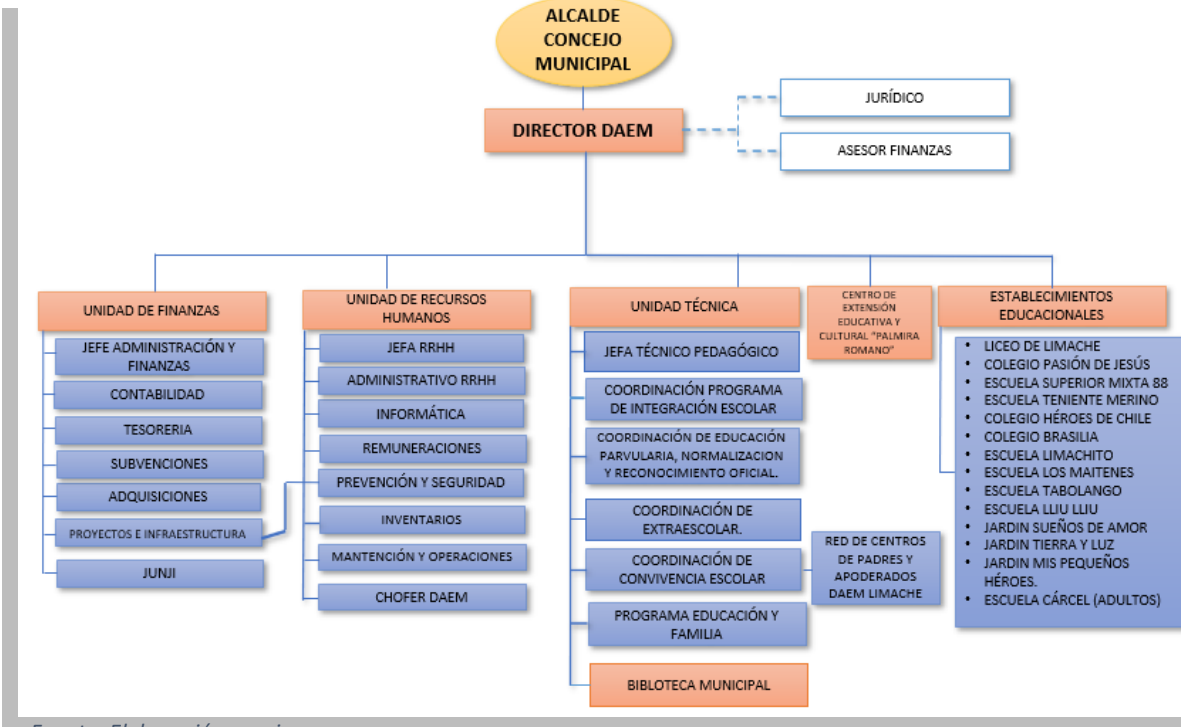 ALCALDE
CONCEJO
MUNICIPAL
DIRECTOR DAEM
JURÍDICO
ASESOR FINANZAS
UNIDAD DE FINANZAS
JEFE ADMINISTRACIÓN Y
FINANZAS
CONTABILIDAD
TESORERIA
SUBVENCIONES
ADQUISICIONES
PROYECTOS E INFRAESTRUCTURA
JUNJI
UNIDAD DE RECURSOS
HUMANOS
JEFA RRHH
ADMINISTRATIVO RRHH
INFORMÁTICA
REMUNERACIONES
PREVENCIÓN Y SEGURIDAD
INVENTARIOS
MANTENCIÓN Y OPERACIONES
CHOFER DAEM
UNIDAD TÉCNICA
JEFA TÉCNICO PEDAGÓGICO
COORDINACIÓN PROGRAMA
DE INTEGRACIÓN ESCOLAR
COORDINACIÓN DE EDUCACIÓN
PARVULARIA, NORMALIZACION
Y RECONOCIMIENTO OFICIAL.
COORDINACIÓN DE
EXTRAESCOLAR.
COORDINACIÓN DE
CONVIVENCIA ESCOLAR
PROGRAMA EDUCACIÓN Y
FAMILIA
BIBLOTECA MUNICIPAL
RED DE CENTROS
DE PADRES Y
APODERADOS
DAEM LIMACHE
CENTRO DE
EXTENSIÓN
EDUCATIVA Y
CULTURAL "PALMIRA
ROMANO"
ESTABLECIMIENTOS
EDUCACIONALES
• LICEO DE LIMACHE
• COLEGIO PASIÓN DE JESÚS
• ESCUELA SUPERIOR MIXTA 88
• ESCUELA TENIENTE MERINO
• COLEGIO HÉROES DE CHILE
• COLEGIO BRASILIA
• ESCUELA LIMACHITO
• ESCUELA LOS MAITENES
• ESCUELA TABOLANGO
• ESCUELA LLIU LLIU
• JARDIN SUEÑOS DE AMOR
• JARDIN TIERRA Y LUZ
• JARDIN MIS PEQUEÑOS
HÉROES.
• ESCUELA CÁRCEL (ADULTOS)